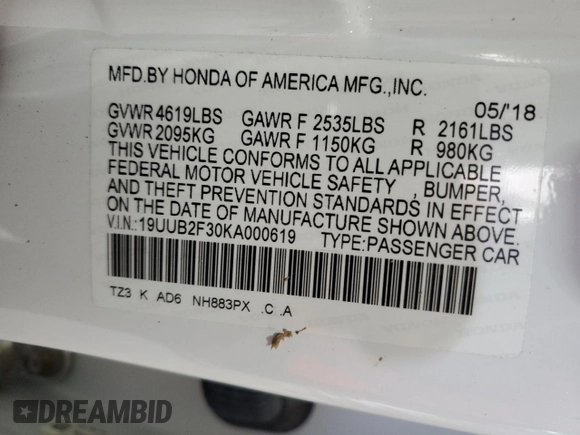 MFD.BY HONDA OF AMERICA MFG.,INC.
05/'18
GVWR 4619LBS GAWR F 2535LBS R 2161LBS
GVWR 2095KG GAWR F 1150KG R 980KG
THIS VEHICLE CONFORMS TO ALL APPLICABLE
FEDERAL MOTOR VEHICLE SAFETY , BUMPER,
AND THEFT PREVENTION STANDARDS IN EFFECT
ON THE DATE OF MANUFACTURE SHOWN ABOVE.
V.I.N.:19UUB2F30KA000619 TYPE:PASSENGER CAR
TZ3 K AD6 NH883PX .C .A
DREAMBID